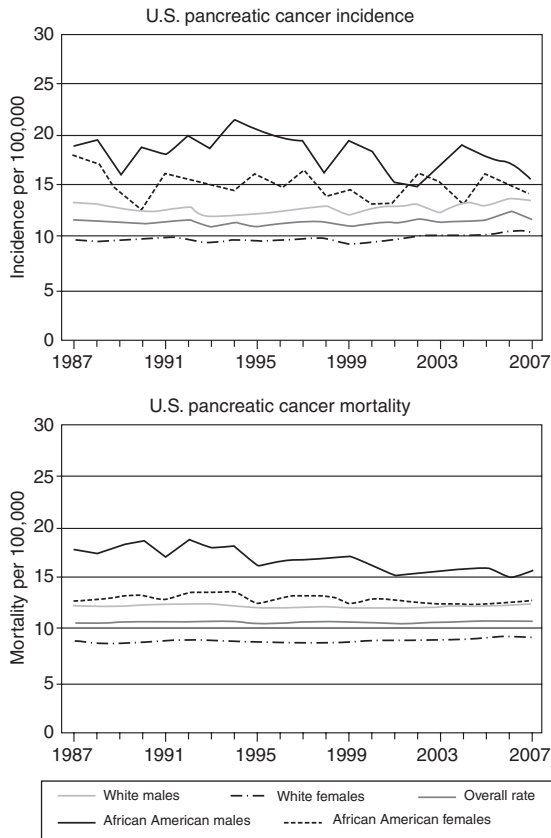 U.S. pancreatic cancer incidence
Incidence per 100,000
30
25
20
15
10
5
0
1987 1991 1995 1999 2003 2007
U.S. pancreatic cancer mortality
Mortality per 100,000
30
25
20
15
10
5
0
1987 1991 1995 1999 2003 2007
White males White females Overall rate
African American males African American females